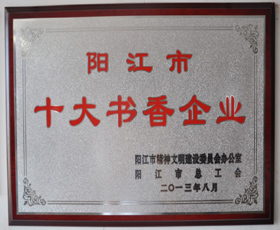 阳江市
十大书香企业
阳江市精神文明建设委员会办公室
阳江市总工会
二〇一三年八月